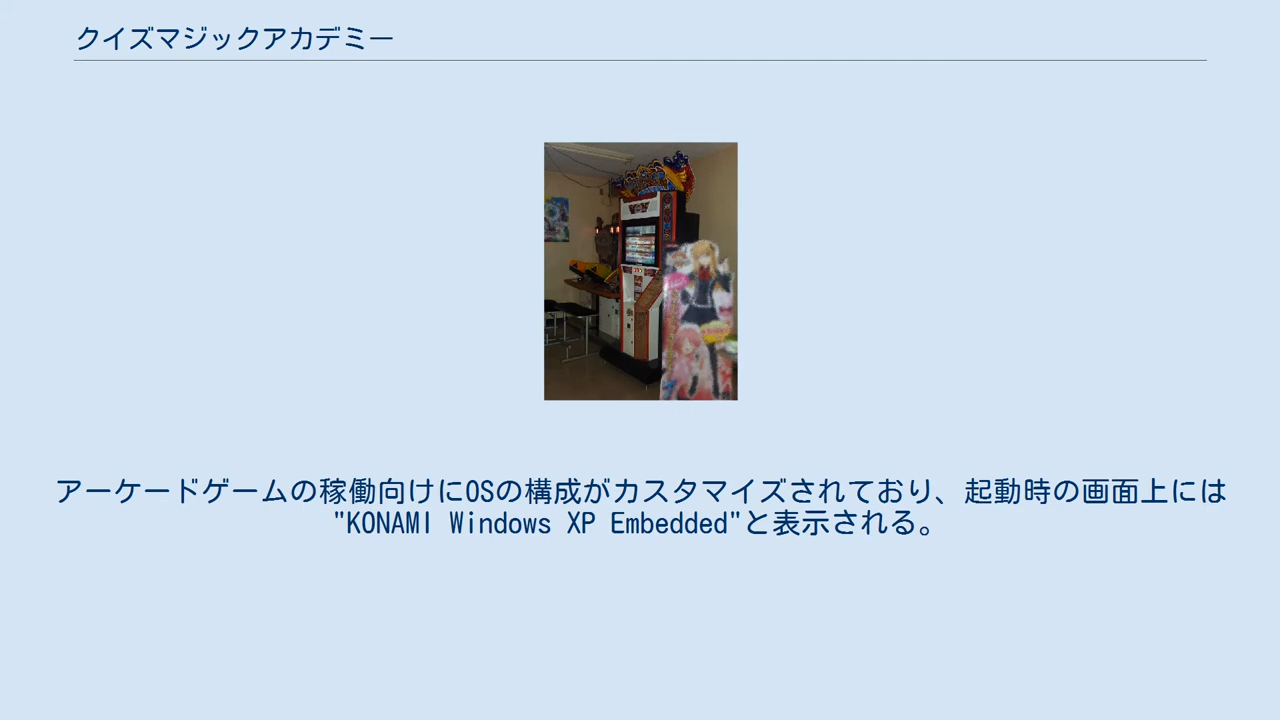 クイズマジックアカデミー
アーケードゲームの稼働向けにOSの構成がカスタマイズされており、起動時の画面上には
"KONAMI Windows XP Embedded"と表示される。